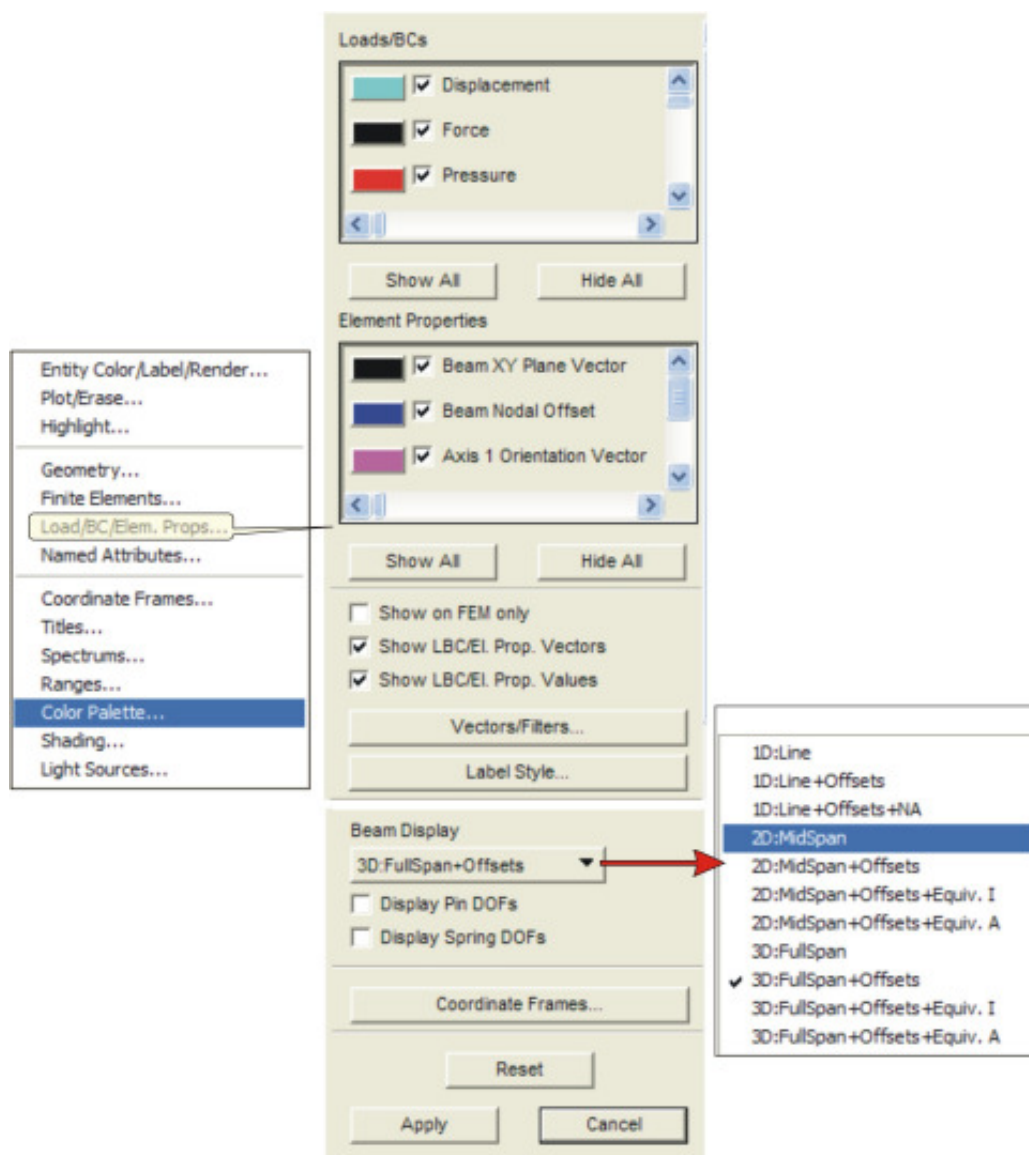 Loads/BCs
Displacement
Force
Pressure
Show All
Hide All
Element Properties
Beam XY Plane Vector
Beam Nodal Offset
Axis 1 Orientation Vector
Show All
Hide All
Show on FEM only
Show LBC/El. Prop. Vectors
Show LBC/El. Prop. Values
Vectors/Filters...
Label Style...
Beam Display
3D:FullSpan+Offsets
Display Pin DOFs
Display Spring DOFs
Coordinate Frames...
Reset
Apply
Cancel
Entity Color/Label/Render...
Plot/Erase...
Highlight...
Geometry...
Finite Elements...
Load/BC/Elem. Props...
Named Attributes...
Coordinate Frames...
Titles...
Spectrums...
Ranges...
Color Palette...
Shading...
Light Sources...
1D:Line
1D:Line+Offsets
1D:Line+Offsets+NA
2D:MidSpan
2D:MidSpan+Offsets
2D:MidSpan+Offsets+Equiv. I
2D:MidSpan+Offsets+Equiv. A
3D:FullSpan
3D:FullSpan+Offsets
3D:FullSpan+Offsets+Equiv. I
3D:FullSpan+Offsets+Equiv. A